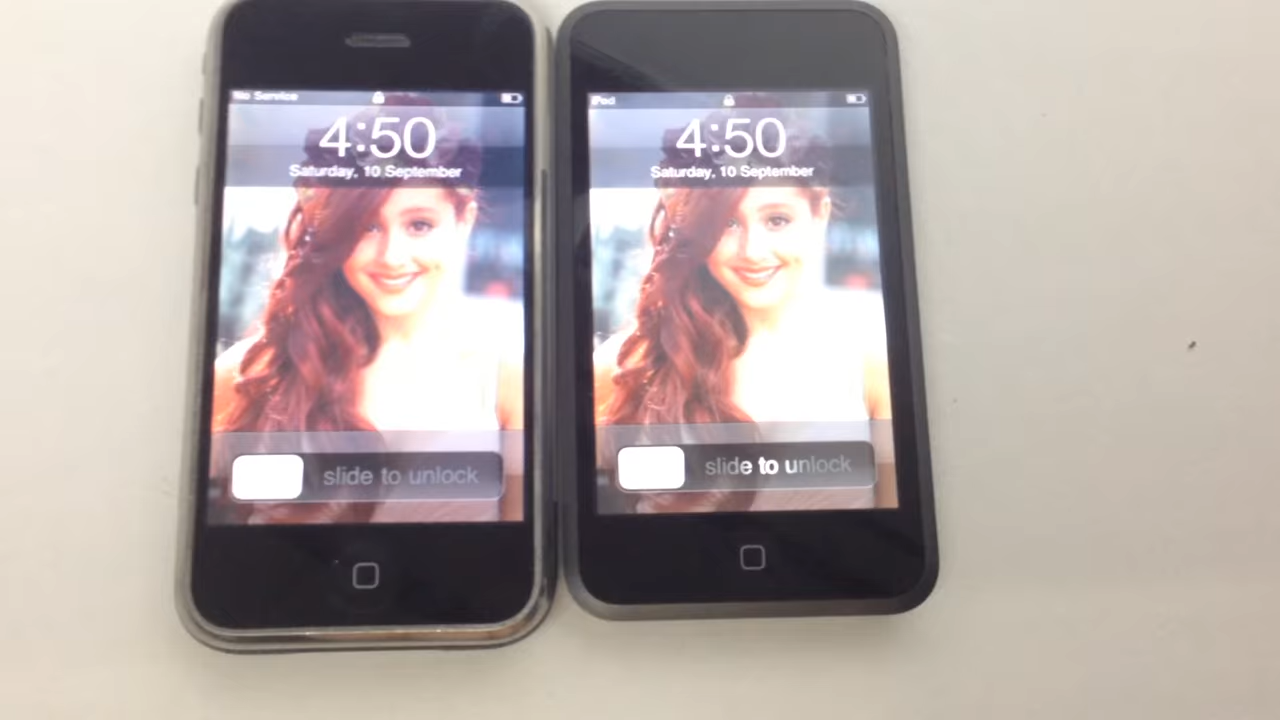 No Service
4:50
Saturday, 10 September
slide to unlock
iPod
4:50
Saturday, 10 September
slide to unlock